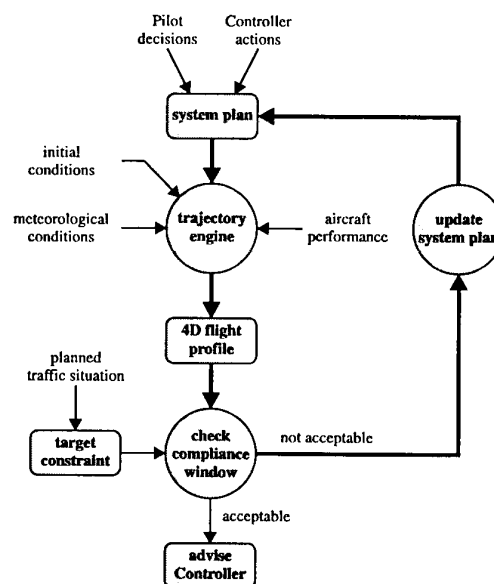 Pilot
decisions
Controller
actions
system plan
initial
conditions
meteorological
conditions
trajectory
engine
aircraft
performance
update
system plan
4D flight
profile
planned
traffic situation
target
constraint
check
compliance
window
not acceptable
acceptable
advise
Controller